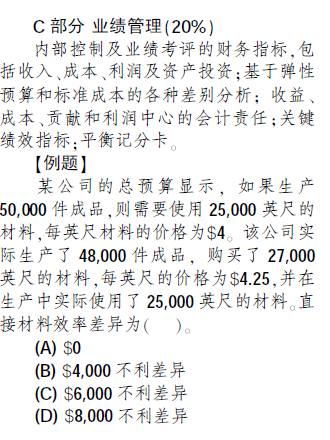 C 部分 业绩管理(20%)
内部控制及业绩考评的财务指标,包
括收入、成本、利润及资产投资;基于弹性
预算和标准成本的各种差别分析;收益、
成本、贡献和利润中心的会计责任;关键
绩效指标;平衡记分卡。
【例题】
某公司的总预算显示,如果生产
50,000 件成品,则需要使用 25,000 英尺的
材料,每英尺材料的价格为$4。该公司实
际生产了 48,000 件成品,购买了 27,000
英尺的材料,每英尺的价格为$4.25,并在
生产中实际使用了 25,000 英尺的材料。直
接材料效率差异为( )。
(A) $0
(B) $4,000 不利差异
(C) $6,000 不利差异
(D) $8,000 不利差异